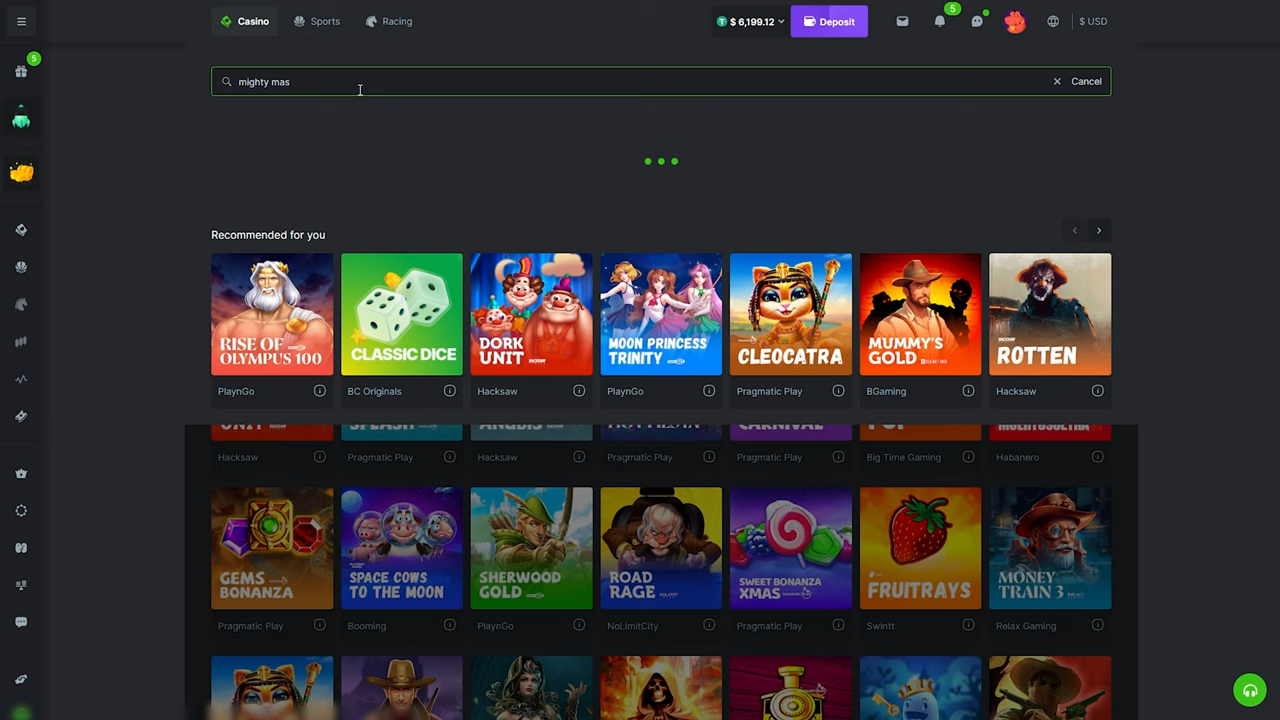 Casino
Sports
Racing
$ 6,199.12
Deposit
5
$ USD
5
mighty mas
Cancel
Recommended for you
RISE OF
OLYMPUS 100
CLASSIC DICE
DORK
UNIT
MOON PRINCESS
TRINITY
CLEOCATRA
MUMMY'S
GOLD
ROTTEN
PlaynGo
BC Originals
Hacksaw
PlaynGo
Pragmatic Play
BGaming
Hacksaw
UNIT
SPLASH
ANUBIS
CARNIVAL
Hacksaw
Pragmatic Play
Hacksaw
Pragmatic Play
Pragmatic Play
Big Time Gaming
Habanero
GEMS
BONANZA
SPACE COWS
TO THE MOON
SHERWOOD
GOLD
ROAD
RAGE
SWEET BONANZA
XMAS
FRUITRAYS
MONEY
TRAIN 3
Pragmatic Play
Booming
PlaynGo
NoLimitCity
Pragmatic Play
Swintt
Relax Gaming